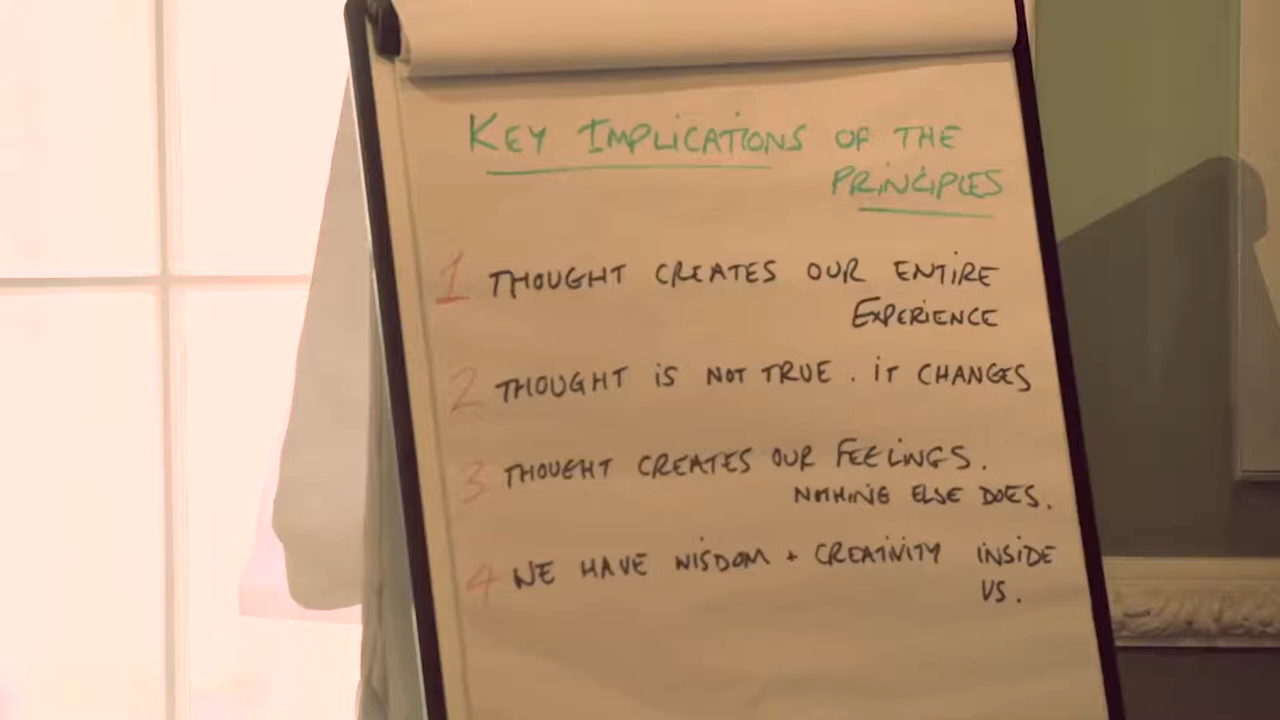 KEY IMPLICATIONS OF THE
PRINCIPLES
1 THOUGHT CREATES OUR ENTIRE
EXPERIENCE
2 THOUGHT IS NOT TRUE. IT CHANGES
3 THOUGHT CREATES OUR FEELINGS.
NOTHING ELSE DOES.
4 WE HAVE WISDOM + CREATIVITY INSIDE
US.